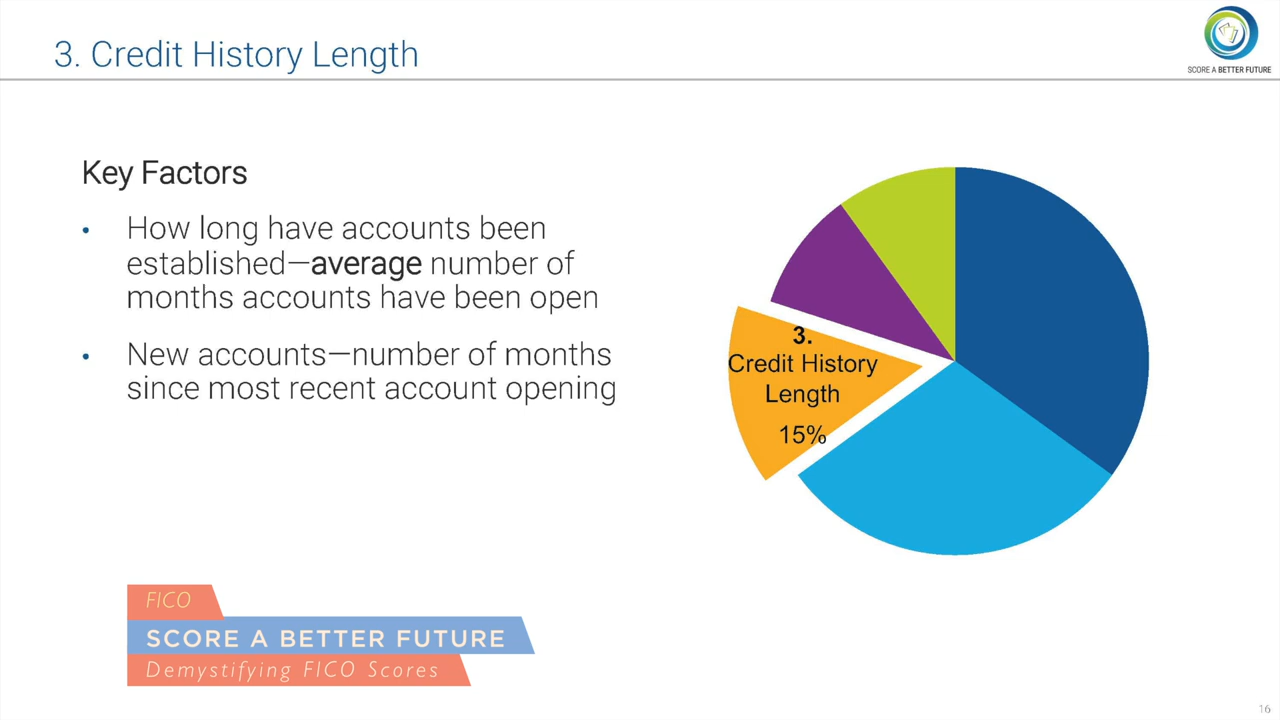 3. Credit History Length
SCORE A BETTER FUTURE
Key Factors
• How long have accounts been
established—average number of
months accounts have been open
• New accounts—number of months
since most recent account opening
3.
Credit History
Length
15%
FICO
SCORE A BETTER FUTURE
Demystifying FICO Scores
16